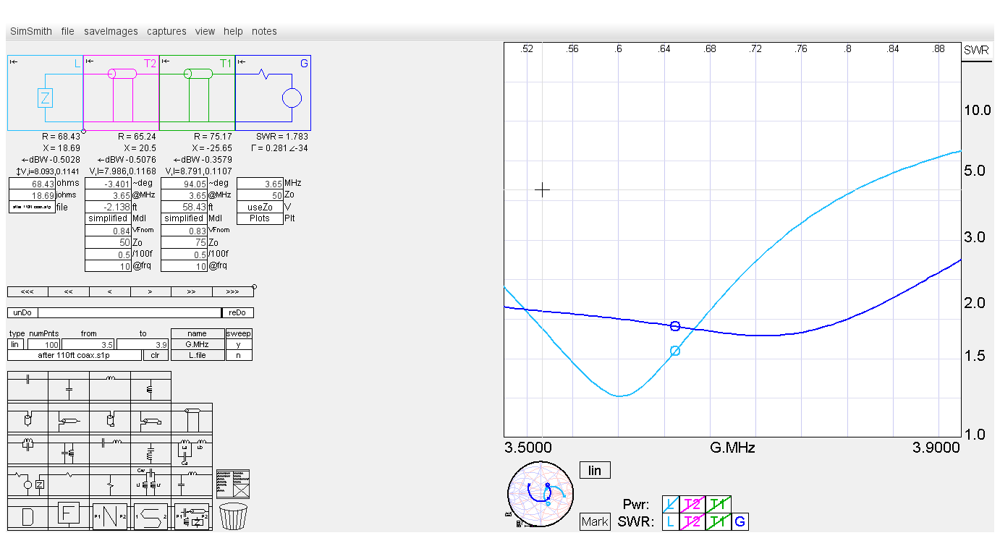 SimSmith file saveImages captures view help notes
L T2 T1 G
Z
R = 68.43 R = 65.24 R = 75.17 SWR = 1.783
X = 18.69 X = 20.5 X = -25.65 Γ = 0.281∠-34
←dBW -0.5028 ←dBW -0.5076 ←dBW -0.3579
↕V,i=8.093,0.1141 V,I=7.986,0.1168 V,I=8.791,0.1107
68.43 ohms -3.401 ~deg 94.05 ~deg 3.65 MHz
18.69 johms 3.65 @MHz 3.65 @MHz 50 Zo
after 110ft coax.s1p file -2.138 ft 58.43 ft useZo V
simplified Mdl simplified Mdl Plots Plt
0.84 VFnom 0.83 VFnom
50 Zo 75 Zo
0.5 /100f 0.5 /100f
10 @frq 10 @frq
<<< << < > >> >>>
unDo reDo
type numPnts from to name sweep
lin 100 3.5 3.9 G.MHz y
after 110ft coax.s1p clr L.file n
Z
D F P1 N P2 1 S 2 P1 Z P2
.52 .56 .6 .64 .68 .72 .76 .8 .84 .88 SWR
10.0
5.0
3.0
2.0
1.5
1.0
3.5000 G.MHz 3.9000
lin
Mark
Pwr: L T2 T1
SWR: L T2 T1 G